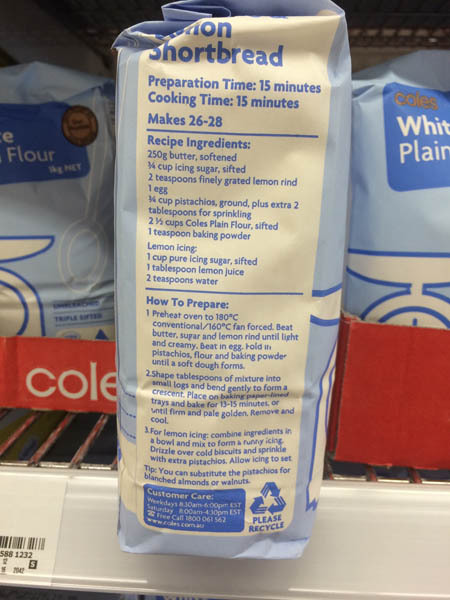 Shortbread
Preparation Time: 15 minutes
Cooking Time: 15 minutes
Makes 26-28
Recipe Ingredients:
250g butter, softened
¾ cup icing sugar, sifted
2 teaspoons finely grated lemon rind
1 egg
¾ cup pistachios, ground, plus extra 2
tablespoons for sprinkling
2 ½ cups Coles Plain Flour, sifted
1 teaspoon baking powder
Lemon icing:
1 cup pure icing sugar, sifted
1 tablespoon lemon juice
2 teaspoons water
How To Prepare:
1 Preheat oven to 180°C
conventional/160°C fan forced. Beat
butter, sugar and lemon rind until light
and creamy. Beat in egg. Fold in
pistachios, flour and baking powder
until a soft dough forms.
2.Shape tablespoons of mixture into
small logs and bend gently to form a
crescent. Place on baking paper-lined
trays and bake for 13-15 minutes, or
until firm and pale golden. Remove and
cool.
3.For lemon icing: combine ingredients in
a bowl and mix to form a runny icing.
Drizzle over cold biscuits and sprinkle
with extra pistachios. Allow icing to set.
Tip: You can substitute the pistachios for
blanched almonds or walnuts.
Customer Care:
Weekdays 8:30am-6:00pm EST
Saturday 8:00am-4:30pm EST
Free Call 1800 061 562
www.coles.com.au
PLEASE
RECYCLE
Flour
1kg NET
UNBLEACHED
TRIPLE SIFTED
cole
coles
Whit
Plain
588 1232
12
2042
S